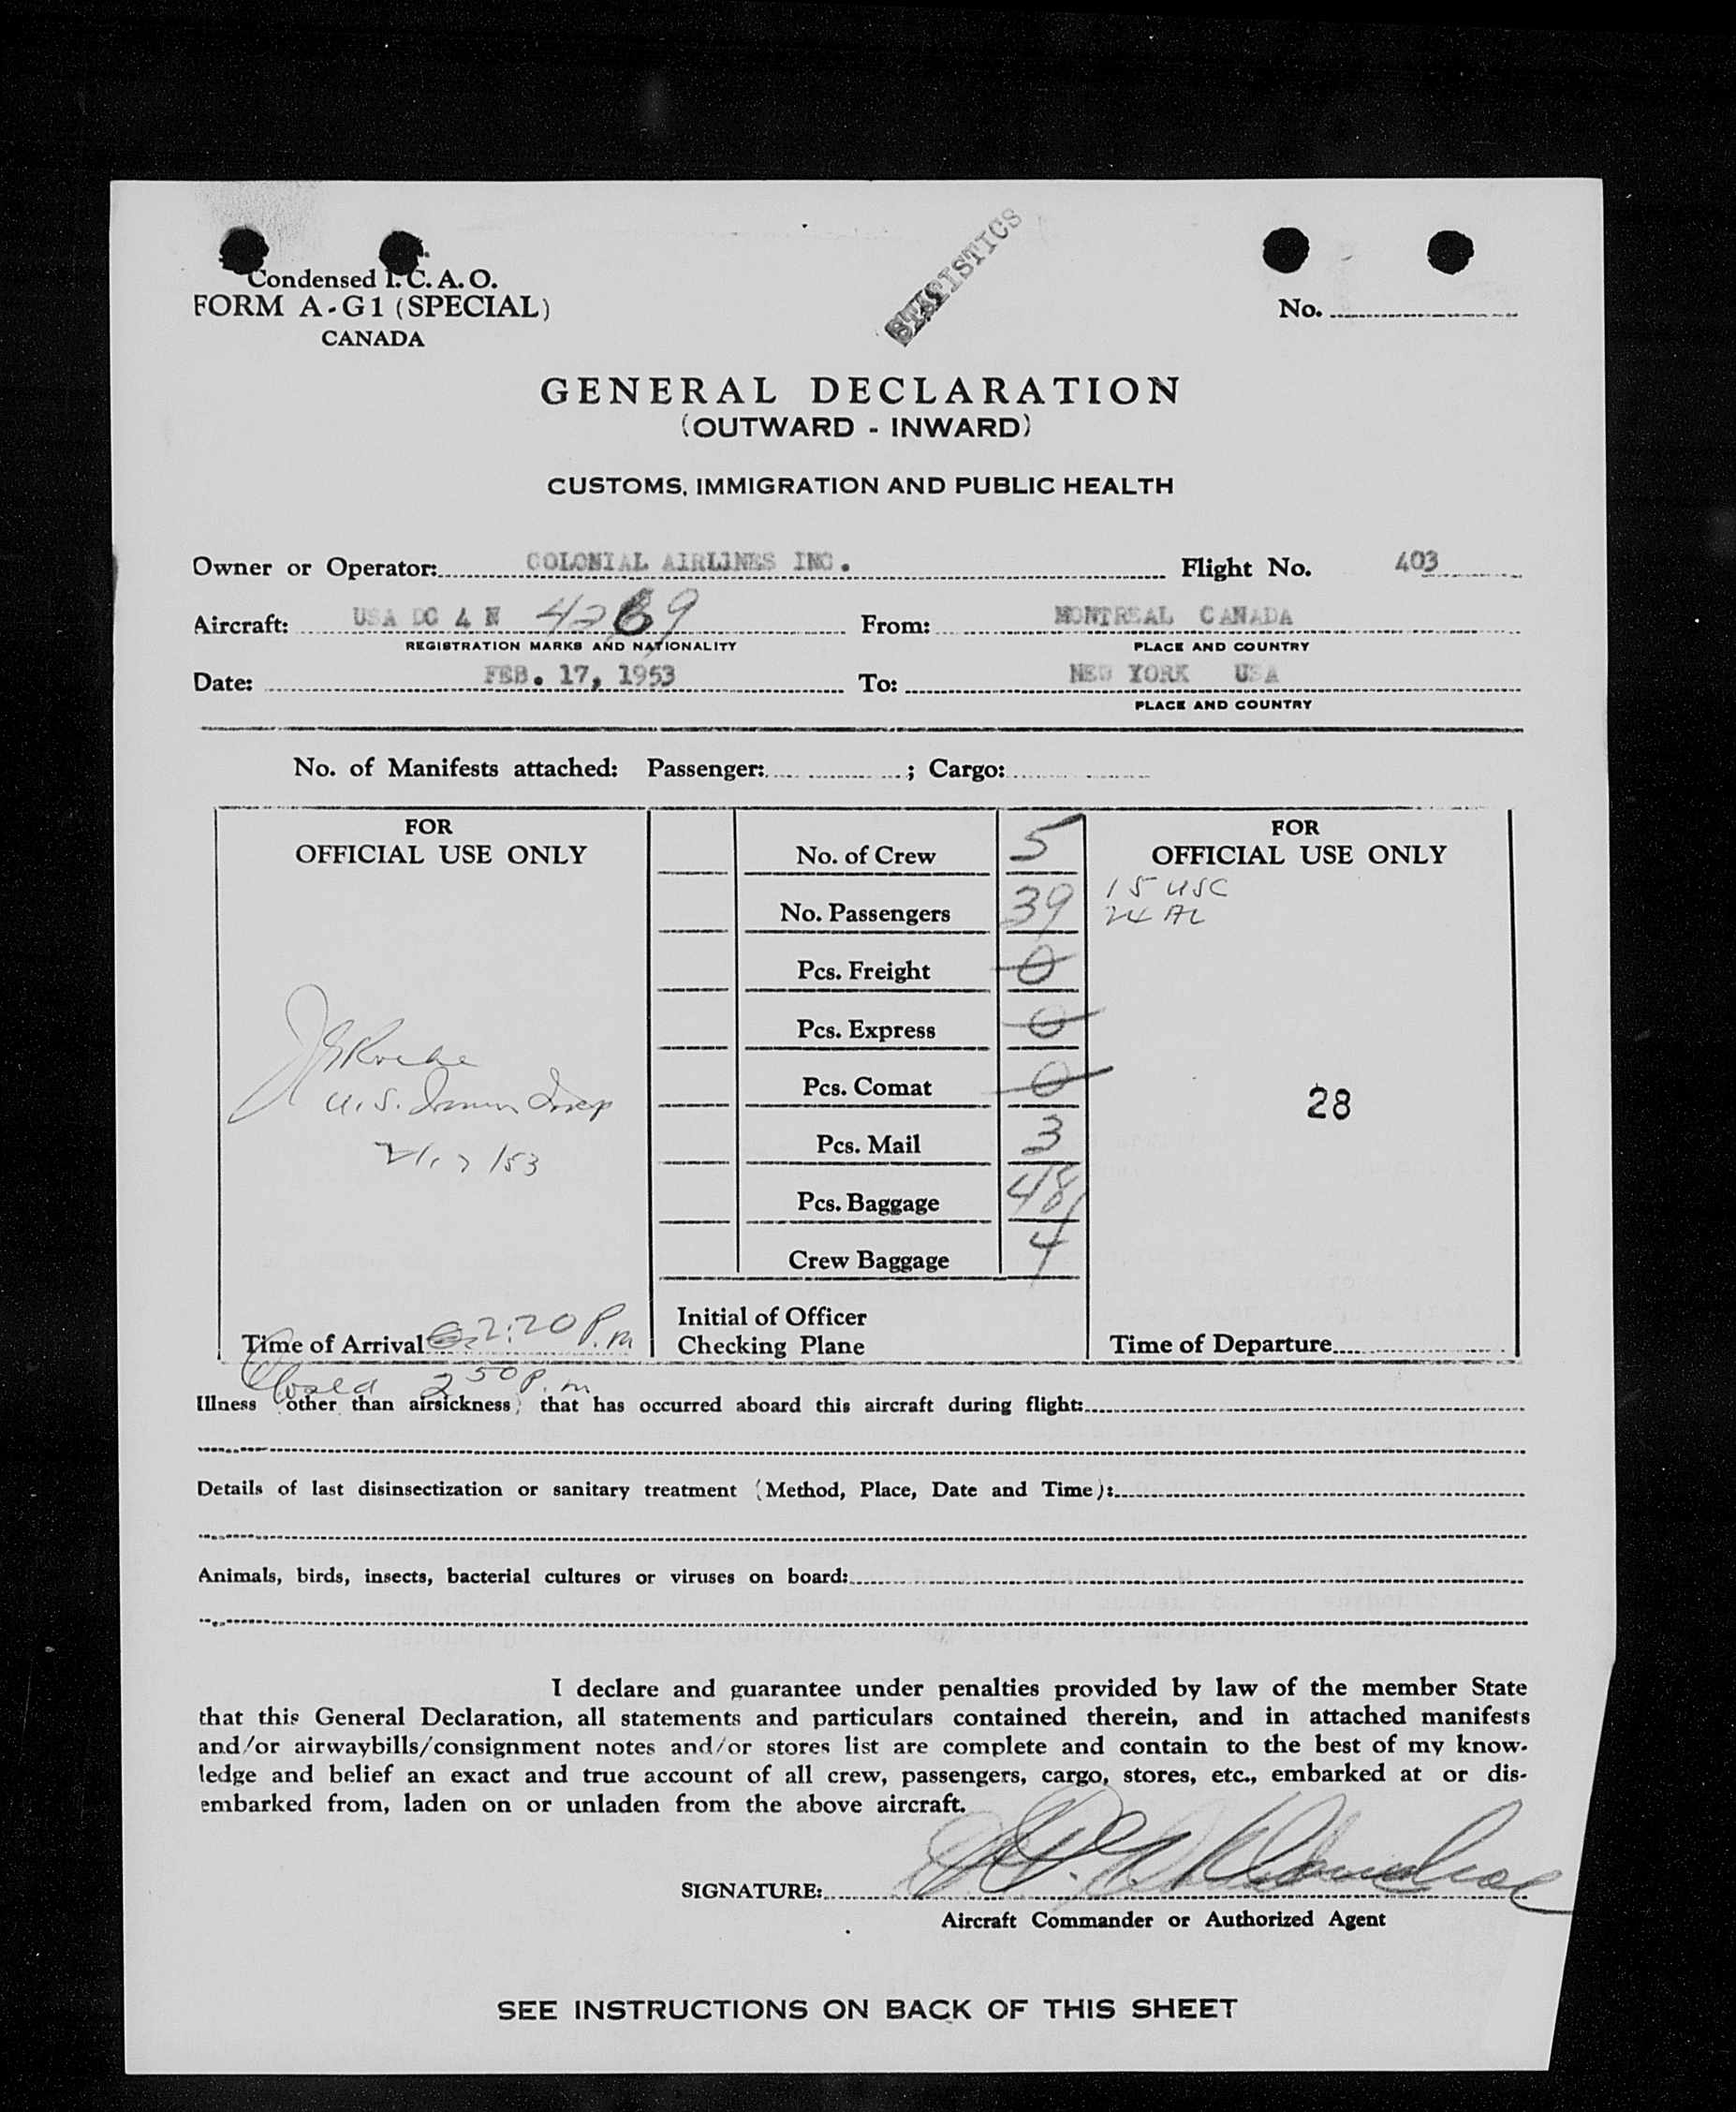 STATISTICS
Condensed I. C. A. O.
FORM A-G1 (SPECIAL)
CANADA
No.
GENERAL DECLARATION
(OUTWARD - INWARD)
CUSTOMS, IMMIGRATION AND PUBLIC HEALTH
Owner or Operator: COLONIAL AIRLINES INC. Flight No. 403
Aircraft: USA DC 4 N From: MONTREAL CANADA
REGISTRATION MARKS AND NATIONALITY PLACE AND COUNTRY
Date: FEB. 17, 1953 To: NEW YORK USA
PLACE AND COUNTRY
No. of Manifests attached: Passenger: ; Cargo:
FOR
OFFICIAL USE ONLY
No. of Crew 5
FOR
OFFICIAL USE ONLY
No. Passengers 39
15 USC
24 AL
Pcs. Freight 0
Pcs. Express 0
Pcs. Comat 0
28
Pcs. Mail 3
Pcs. Baggage 48
Crew Baggage 4
U.S. Immin Insp
2/17/53
Time of Arrival 2:20 P.m
Initial of Officer
Checking Plane
Time of Departure
Closed 2 50 P.m
Illness (other than airsickness) that has occurred aboard this aircraft during flight:
Details of last disinsectization or sanitary treatment (Method, Place, Date and Time):
Animals, birds, insects, bacterial cultures or viruses on board:
I declare and guarantee under penalties provided by law of the member State
that this General Declaration, all statements and particulars contained therein, and in attached manifests
and/or airwaybills/consignment notes and/or stores list are complete and contain to the best of my know-
ledge and belief an exact and true account of all crew, passengers, cargo, stores, etc., embarked at or dis-
embarked from, laden on or unladen from the above aircraft.
SIGNATURE:
Aircraft Commander or Authorized Agent
SEE INSTRUCTIONS ON BACK OF THIS SHEET